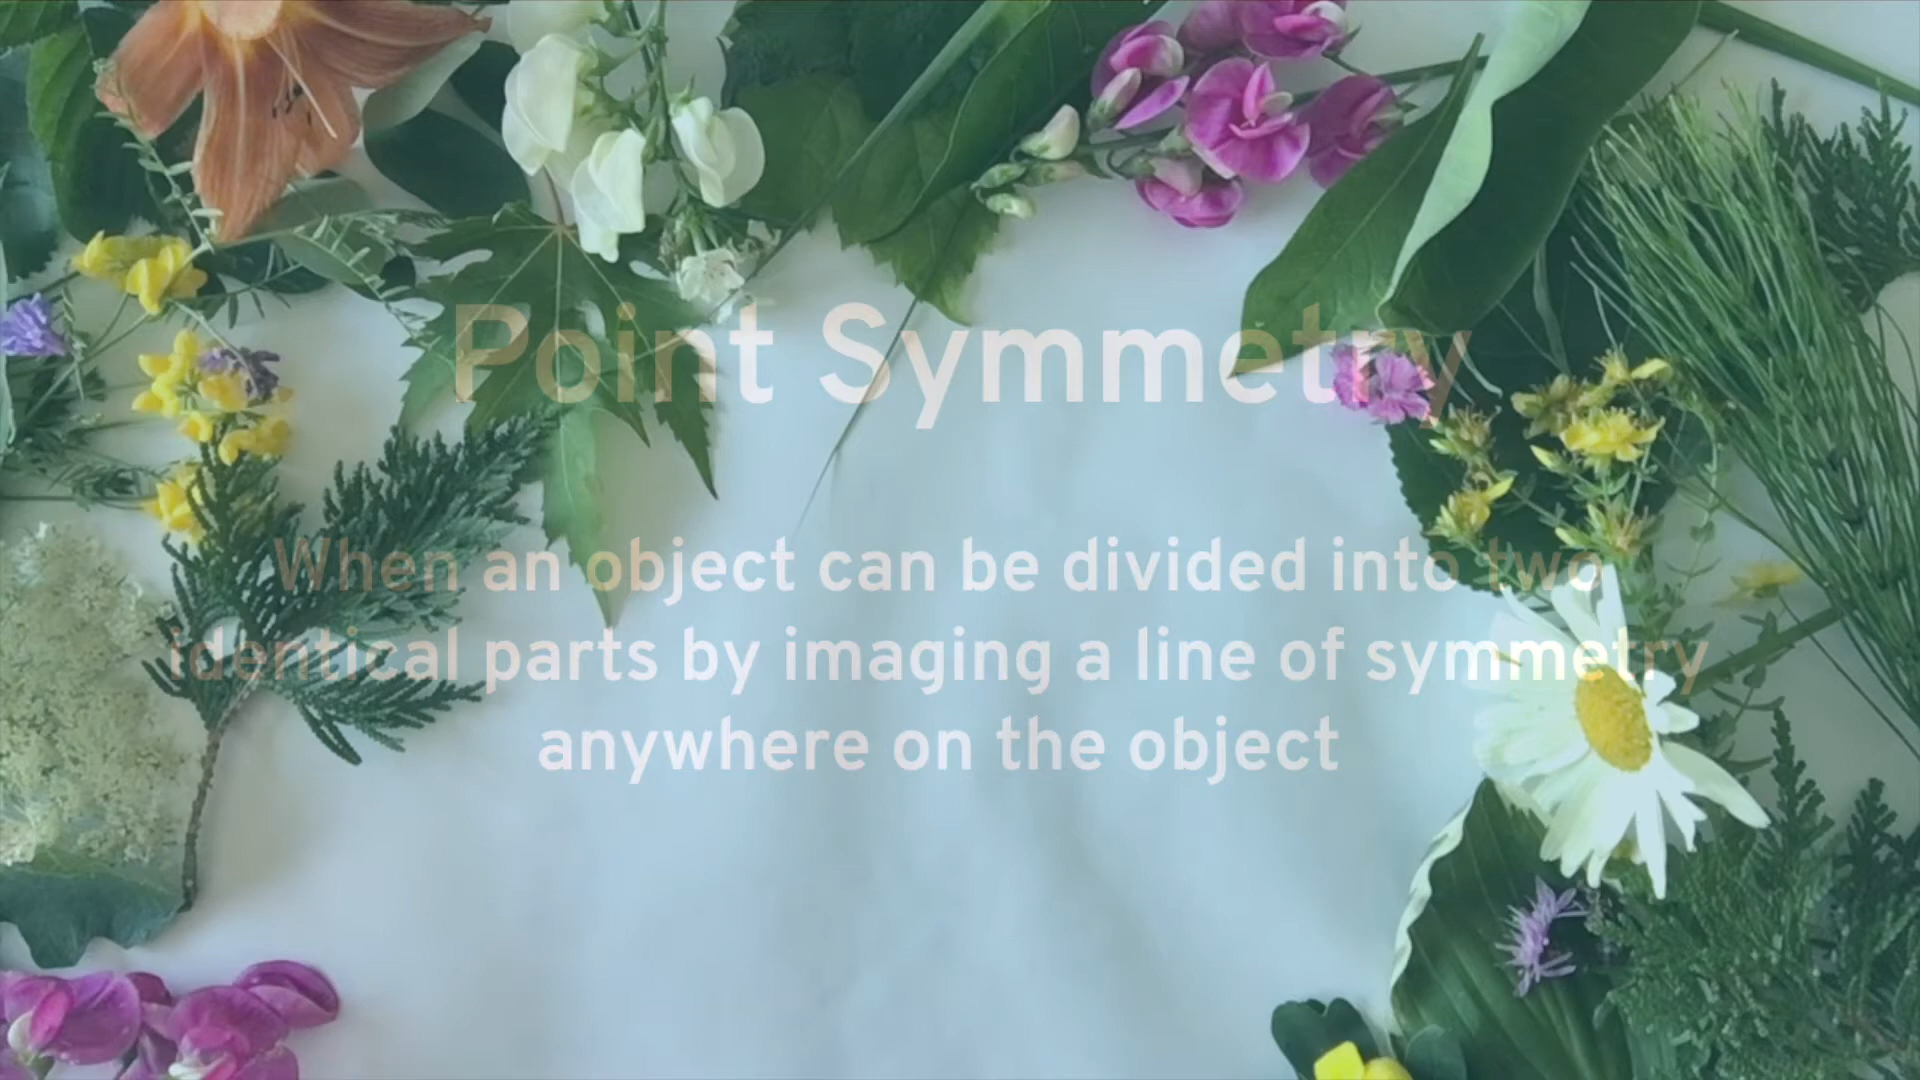 Point Symmetry
When an object can be divided into two
identical parts by imaging a line of symmetry
anywhere on the object